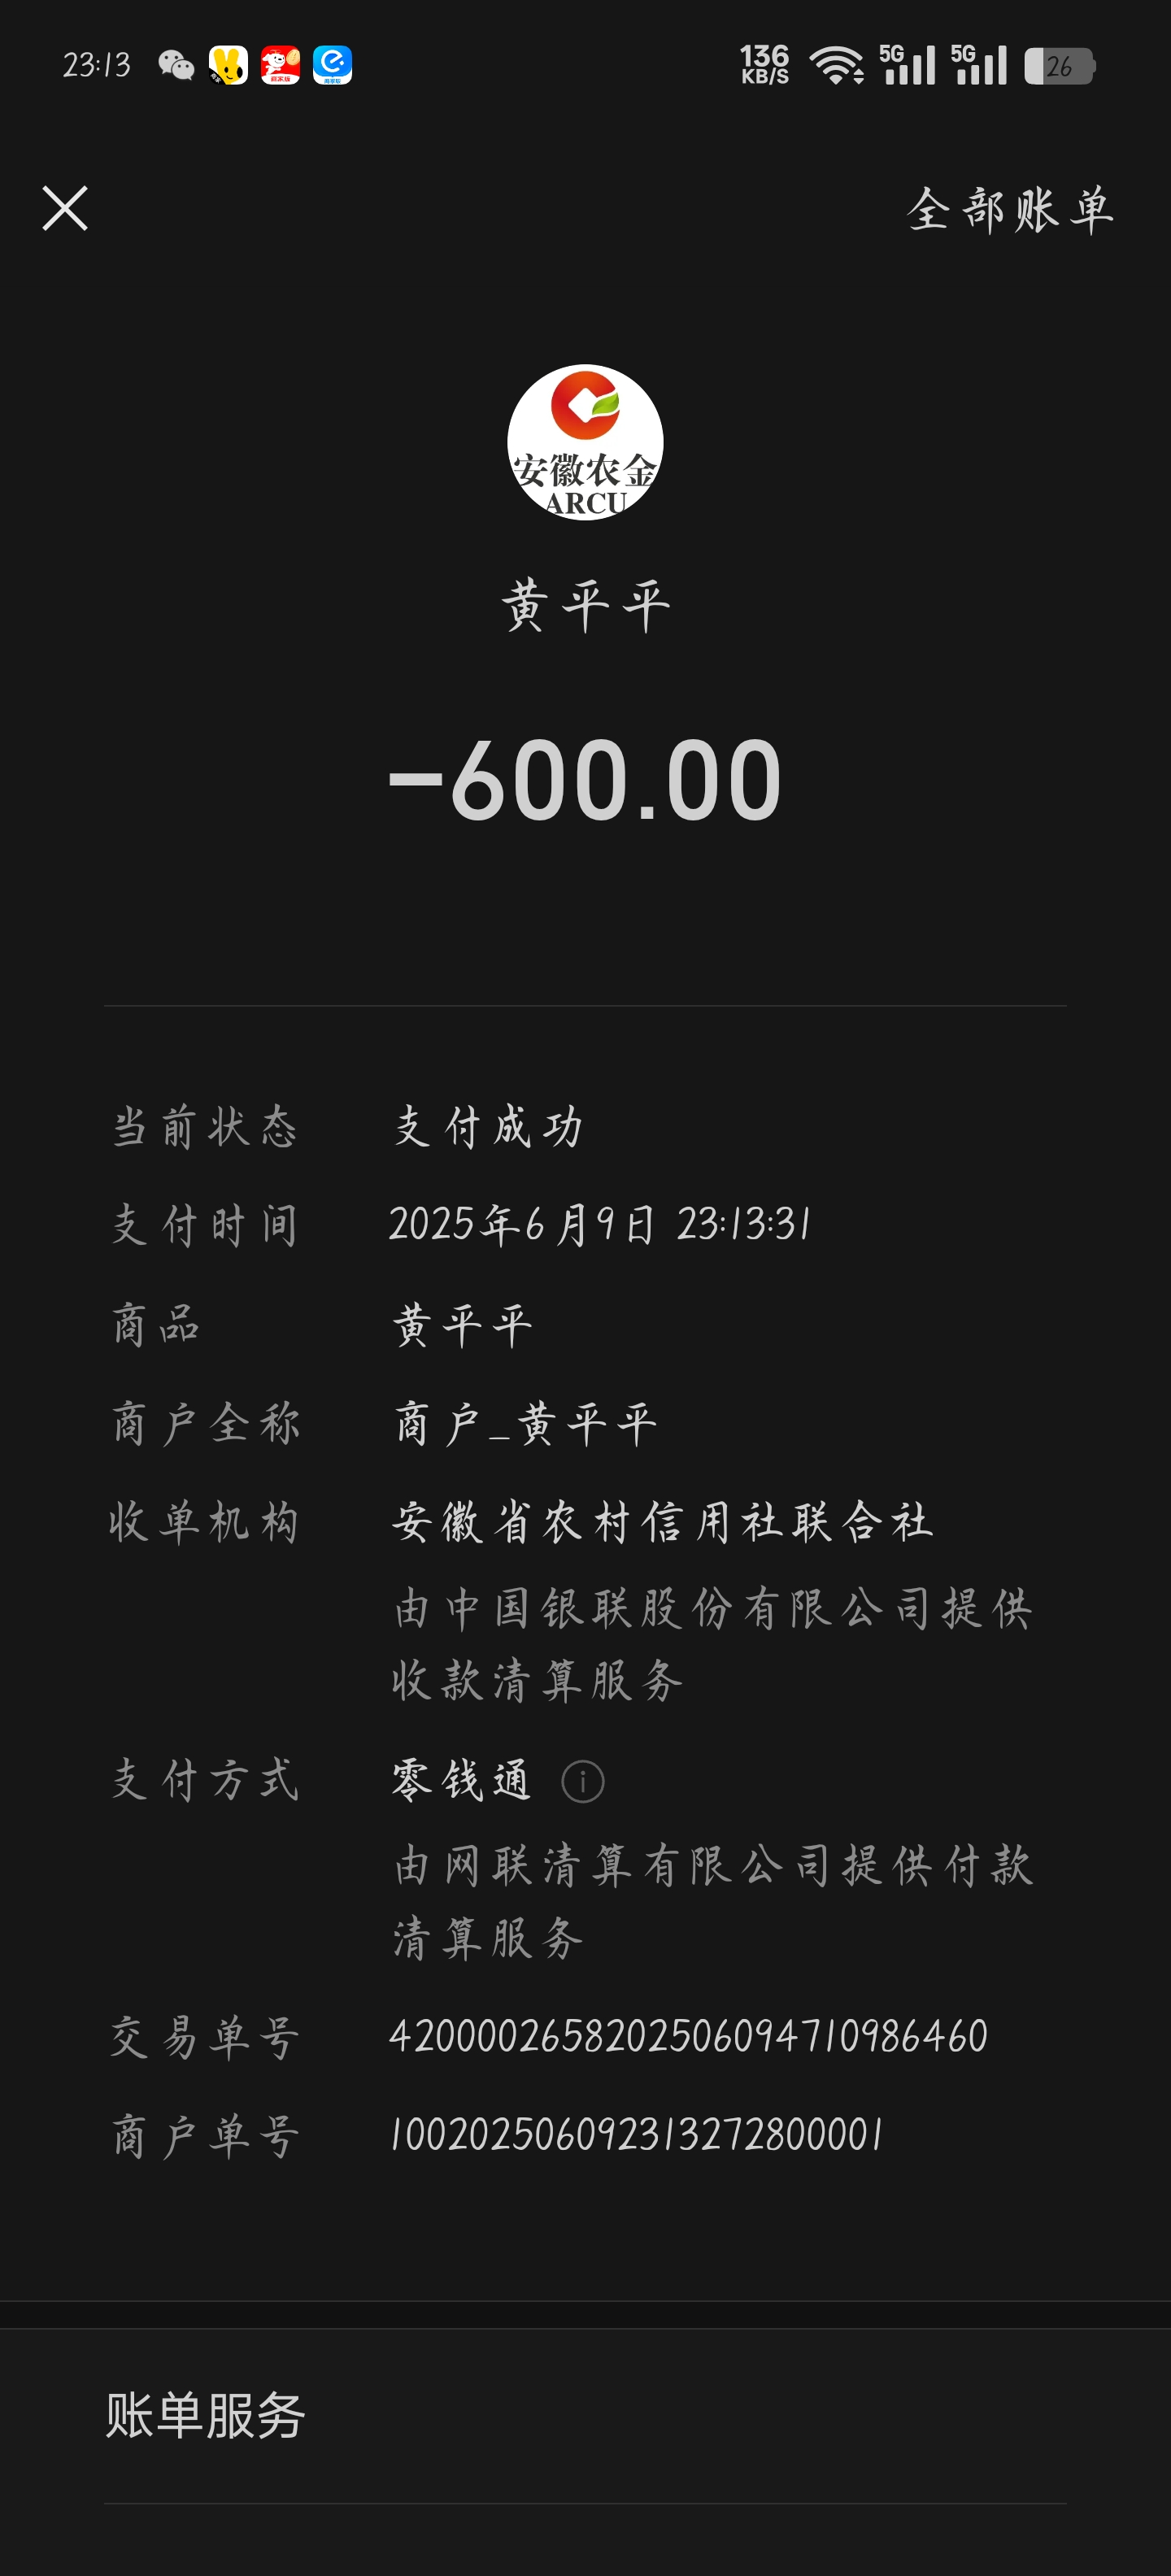 23:13 136 KB/S 5G 5G 26
全部账单
安徽农金
ARCU
黄平平
-600.00
当前状态 支付成功
支付时间 2025年6月9日 23:13:31
商品 黄平平
商户全称 商户_黄平平
收单机构 安徽省农村信用社联合社
由中国银联股份有限公司提供
收款清算服务
支付方式 零钱通
由网联清算有限公司提供付款
清算服务
交易单号 4200002658202506094710986460
商户单号 10020250609231327280​0001
账单服务